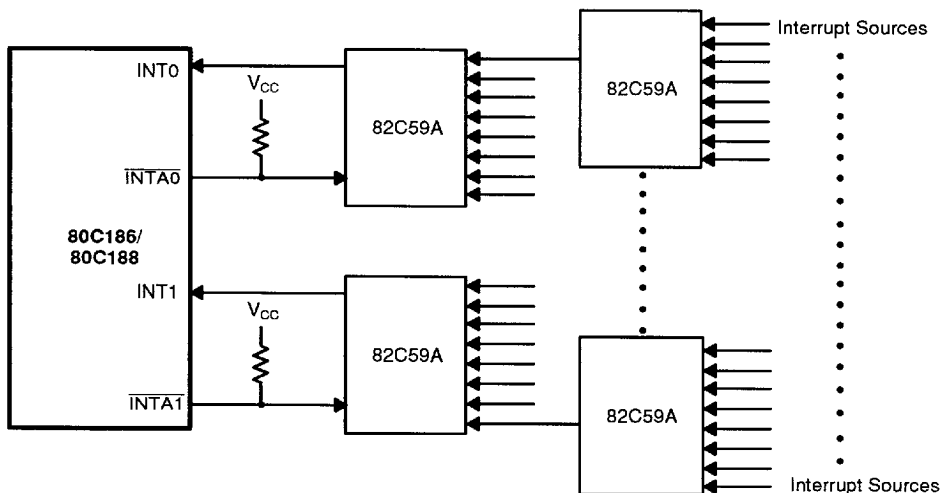 Interrupt Sources
INT0
VCC
82C59A
82C59A
INTA0
80C186/
80C188
INT1
VCC
82C59A
82C59A
INTA1
Interrupt Sources